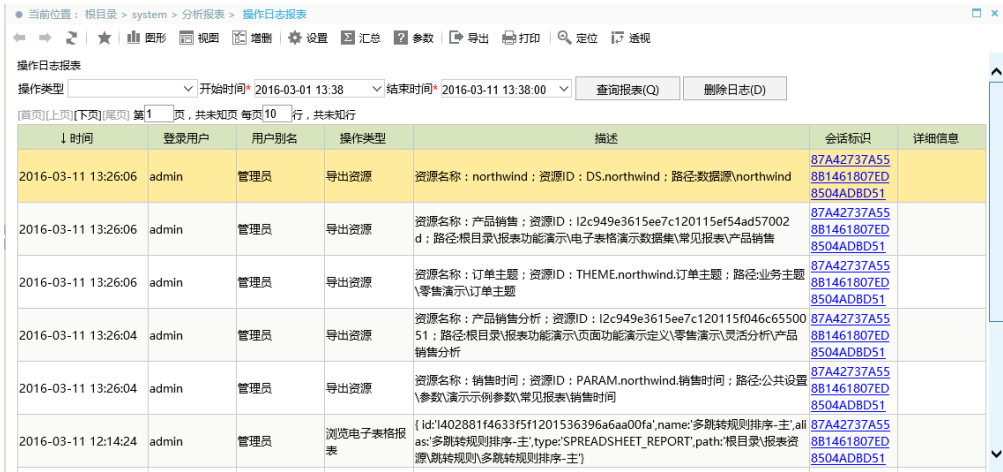 当前位置： 根目录 > system > 分析报表 > 操作日志报表
图形 视图 增删 设置 汇总 参数 导出 打印 定位 透视
操作日志报表
操作类型 开始时间* 2016-03-01 13:38 结束时间* 2016-03-11 13:38:00 查询报表(Q) 删除日志(D)
[首页][上页][下页][尾页] 第1 页，共未知页 每页10 行，共未知行
↓时间 登录用户 用户别名 操作类型 描述 会话标识 详细信息
2016-03-11 13:26:06 admin 管理员 导出资源 资源名称：northwind；资源ID：DS.northwind；路径:数据源\northwind 87A42737A55
8B1461807ED
8504ADBD51
2016-03-11 13:26:06 admin 管理员 导出资源 资源名称：产品销售；资源ID：I2c949e3615ee7c120115ef54ad57002
d；路径:根目录\报表功能演示\电子表格演示数据集\常见报表\产品销售
87A42737A55
8B1461807ED
8504ADBD51
2016-03-11 13:26:06 admin 管理员 导出资源 资源名称：订单主题；资源ID：THEME.northwind.订单主题；路径:业务主题
\零售演示\订单主题
87A42737A55
8B1461807ED
8504ADBD51
2016-03-11 13:26:04 admin 管理员 导出资源 资源名称：产品销售分析；资源ID：I2c949e3615ee7c120115f046c65500
51；路径:根目录\报表功能演示\页面功能演示定义\零售演示\灵活分析\产品
销售分析
87A42737A55
8B1461807ED
8504ADBD51
2016-03-11 13:26:04 admin 管理员 导出资源 资源名称：销售时间；资源ID：PARAM.northwind.销售时间；路径:公共设置
\参数\演示示例参数\常见报表\销售时间
87A42737A55
8B1461807ED
8504ADBD51
2016-03-11 12:14:24 admin 管理员 浏览电子表格报
表
{ id:'I402881f4633f5f1201536396a6aa00fa',name:'多跳转规则排序-主',ali
as:'多跳转规则排序-主',type:'SPREADSHEET_REPORT',path:'根目录\报表资
源\跳转规则\多跳转规则排序-主'}
87A42737A55
8B1461807ED
8504ADBD51